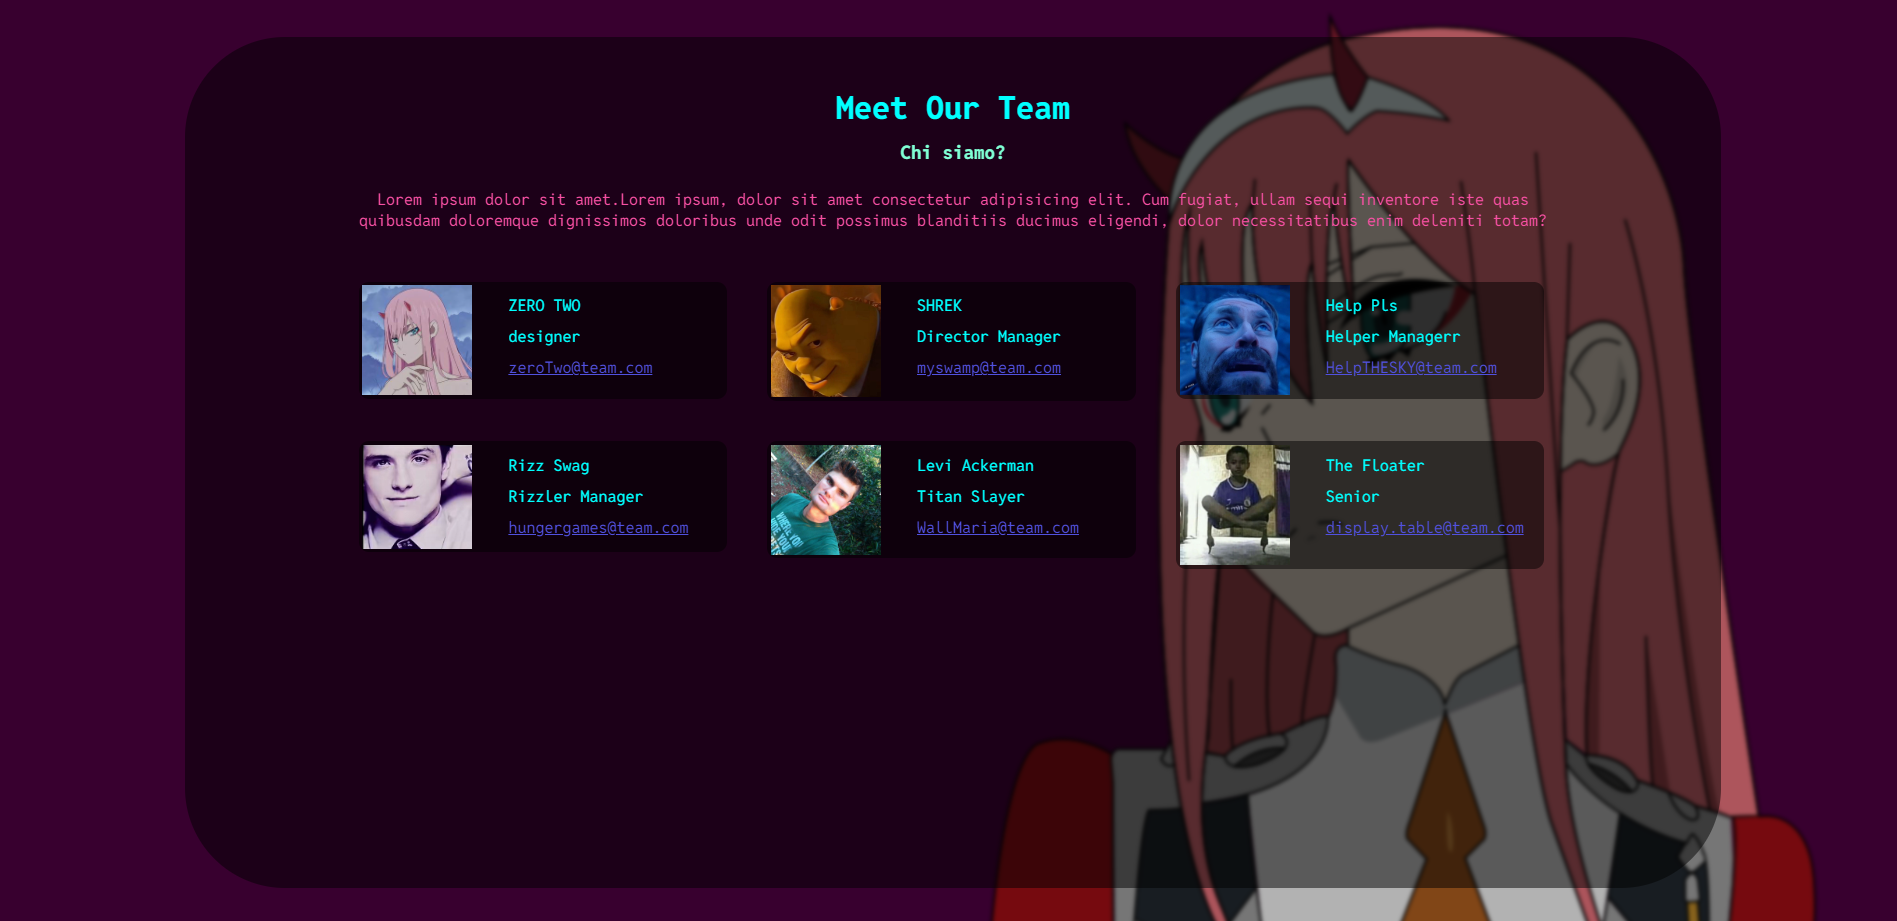 Meet Our Team
Chi siamo?
Lorem ipsum dolor sit amet.Lorem ipsum, dolor sit amet consectetur adipisicing elit. Cum fugiat, ullam sequi inventore iste quas
quibusdam doloremque dignissimos doloribus unde odit possimus blanditiis ducimus eligendi, dolor necessitatibus enim deleniti totam?
ZERO TWO
designer
zeroTwo@team.com
SHREK
Director Manager
myswamp@team.com
Help Pls
Helper Managerr
HelpTHESKY@team.com
Rizz Swag
Rizzler Manager
hungergames@team.com
Levi Ackerman
Titan Slayer
WallMaria@team.com
The Floater
Senior
display.table@team.com